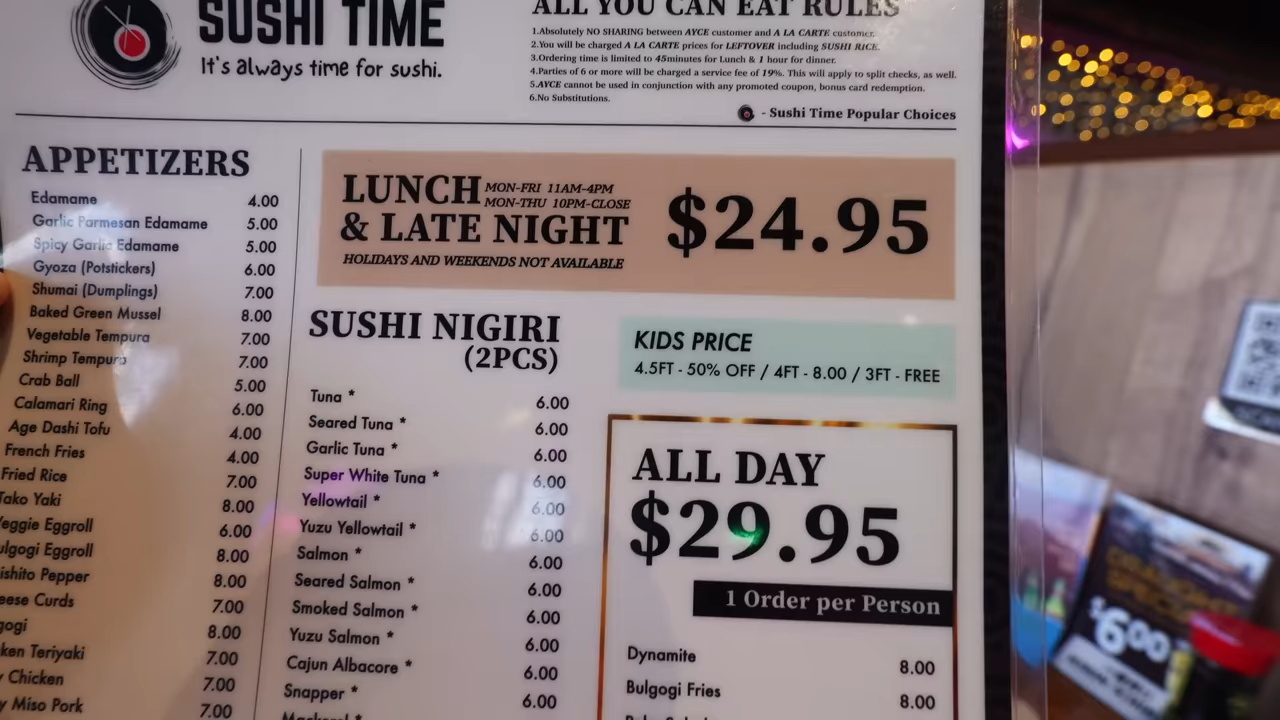 SUSHI TIME
It's always time for sushi.
ALL YOU CAN EAT RULES
1.Absolutely NO SHARING between AYCE customer and A LA CARTE customer.
2.You will be charged A LA CARTE prices for LEFTOVER including SUSHI RICE.
3.Ordering time is limited to 45minutes for Lunch & 1 hour for dinner.
4.Parties of 6 or more will be charged a service fee of 19%. This will apply to split checks, as well.
5.AYCE cannot be used in conjunction with any promoted coupon, bonus card redemption.
6.No Substitutions.
- Sushi Time Popular Choices
APPETIZERS
Edamame 4.00
Garlic Parmesan Edamame 5.00
Spicy Garlic Edamame 5.00
Gyoza (Potstickers) 6.00
Shumai (Dumplings) 7.00
Baked Green Mussel 8.00
Vegetable Tempura 7.00
Shrimp Tempura 7.00
Crab Ball 5.00
Calamari Ring 6.00
Age Dashi Tofu 4.00
French Fries 4.00
Fried Rice 7.00
Tako Yaki 8.00
eggie Eggroll 6.00
ulgogi Eggroll 8.00
ishito Pepper 8.00
eese Curds 7.00
gogi 8.00
ken Teriyaki 7.00
y Chicken 7.00
y Miso Pork 7.00
LUNCH MON-FRI 11AM-4PM
MON-THU 10PM-CLOSE
& LATE NIGHT
HOLIDAYS AND WEEKENDS NOT AVAILABLE
$24.95
SUSHI NIGIRI
(2PCS)
Tuna * 6.00
Seared Tuna * 6.00
Garlic Tuna * 6.00
Super White Tuna * 6.00
Yellowtail * 6.00
Yuzu Yellowtail * 6.00
Salmon * 6.00
Seared Salmon * 6.00
Smoked Salmon * 6.00
Yuzu Salmon * 6.00
Cajun Albacore * 6.00
Snapper * 6.00
KIDS PRICE
4.5FT - 50% OFF / 4FT - 8.00 / 3FT - FREE
ALL DAY
$29.95
1 Order per Person
Dynamite 8.00
Bulgogi Fries 8.00
$6.00